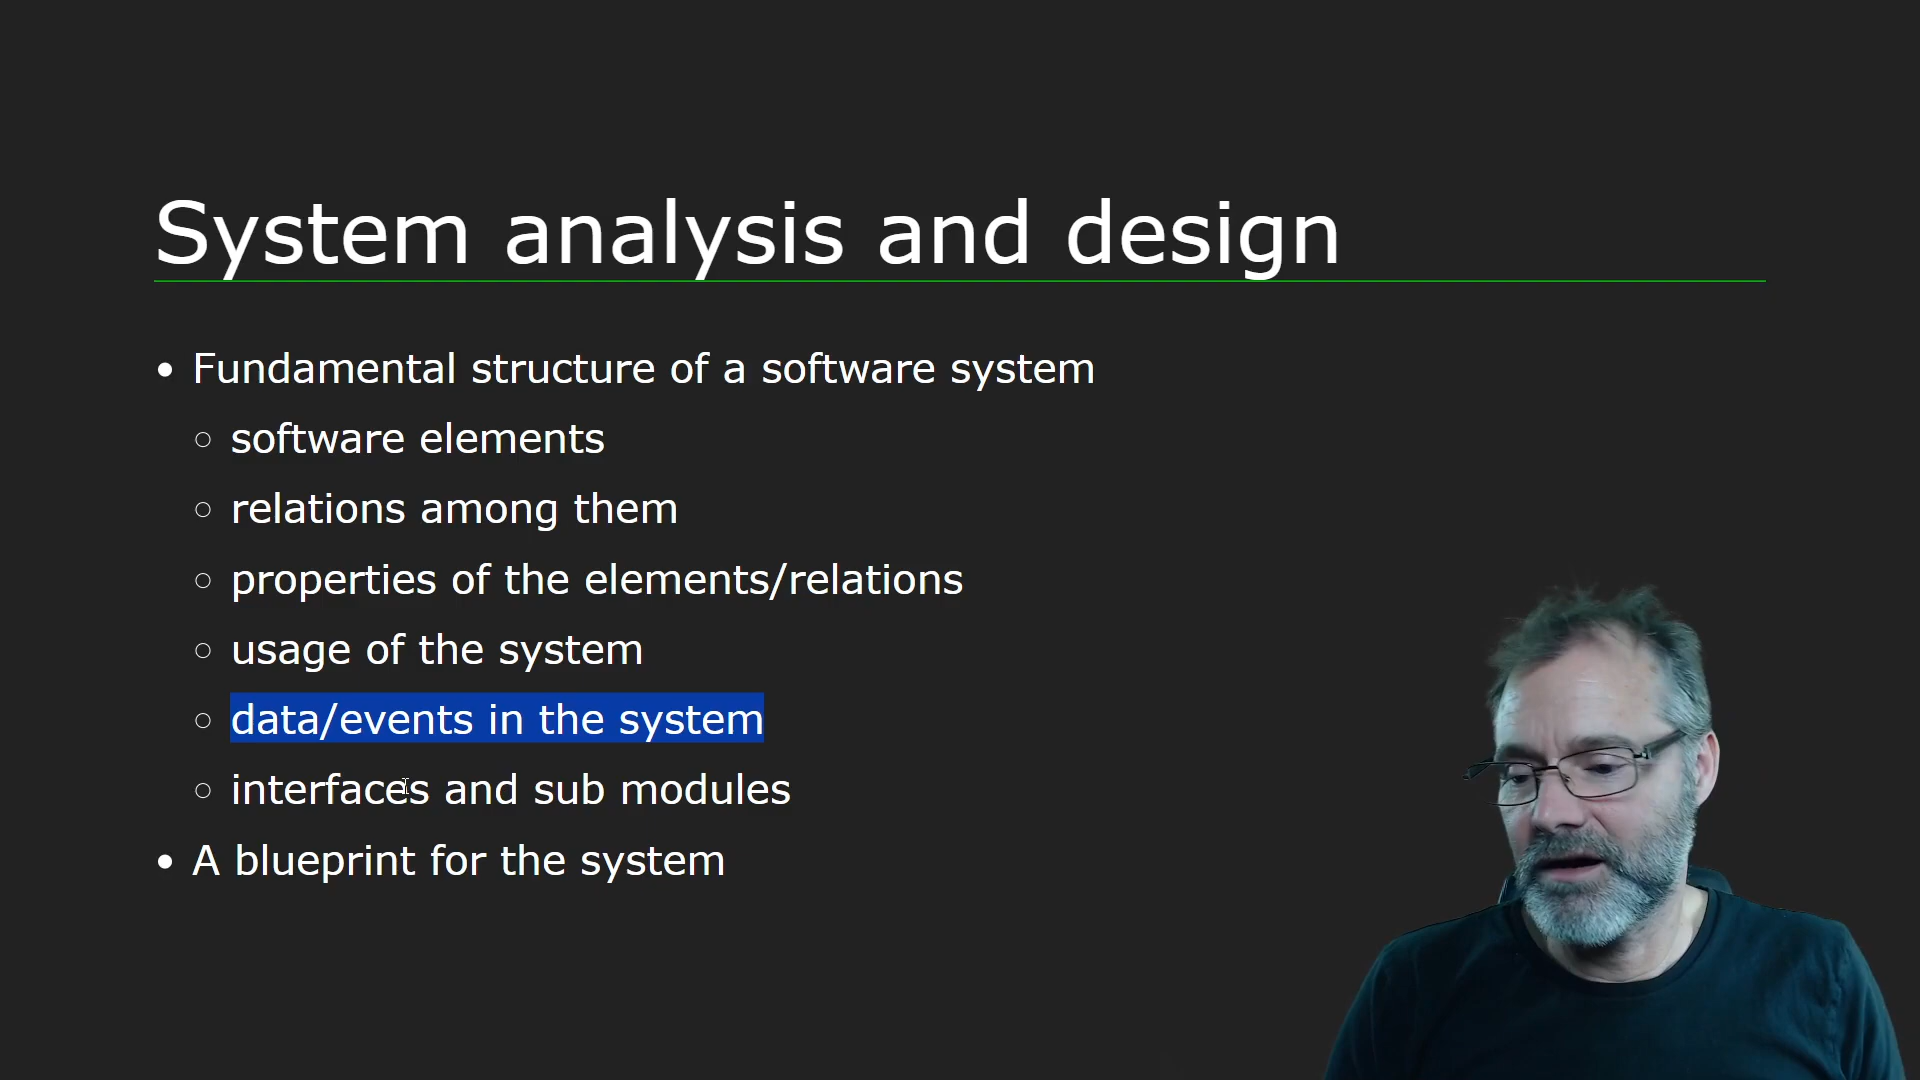 System analysis and design
Fundamental structure of a software system
software elements
relations among them
properties of the elements/relations
usage of the system
data/events in the system
interfaces and sub modules
A blueprint for the system